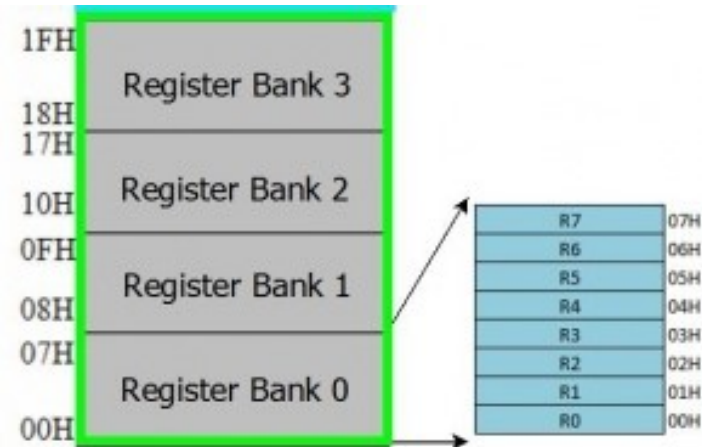 1FH
Register Bank 3
18H
17H
Register Bank 2
10H
0FH
Register Bank 1
08H
07H
Register Bank 0
00H
R7 07H
R6 06H
R5 05H
R4 04H
R3 03H
R2 02H
R1 01H
R0 00H